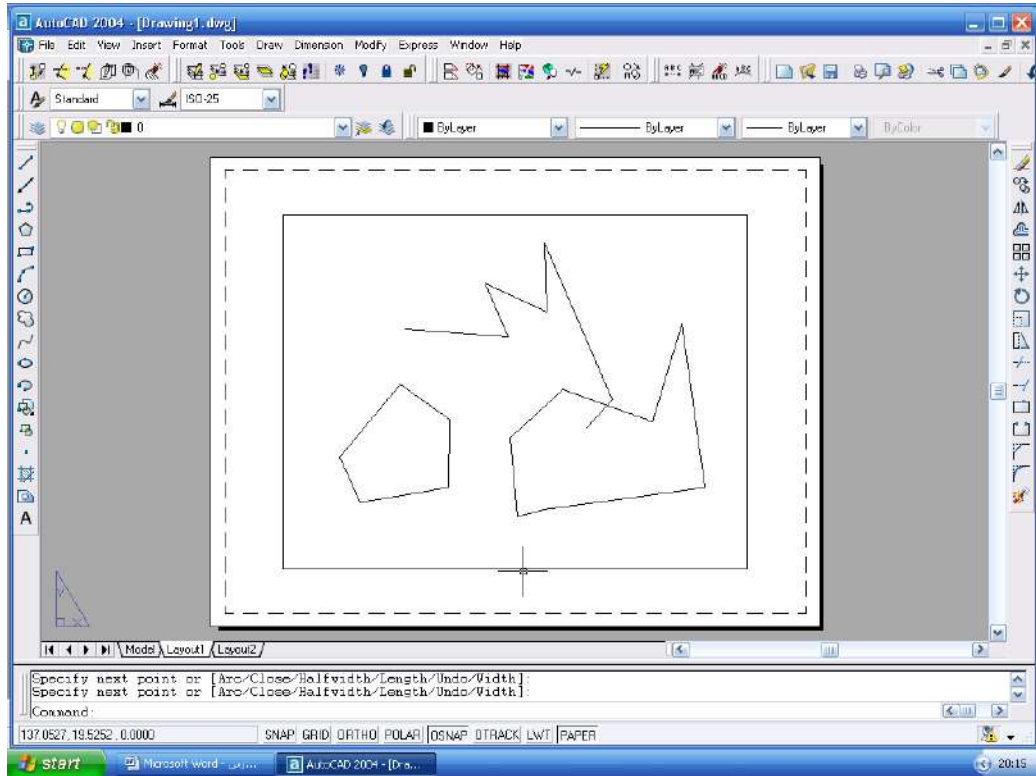 AutoCAD 2004 - [Drawing1.dwg]
File Edit View Insert Format Tools Draw Dimension Modify Express Window Help
Standard ISO-25
0 ByLayer ByLayer ByLayer ByColor
A
Model Layout1 Layout2
Specify next point or [Arc/Close/Halfwidth/Length/Undo/Width]:
Specify next point or [Arc/Close/Halfwidth/Length/Undo/Width]:
Command:
137.0527, 19.5252, 0.0000 SNAP GRID ORTHO POLAR OSNAP OTRACK LWT PAPER
start Microsoft Word - AutoCAD 2004 - [Dra... 20:15